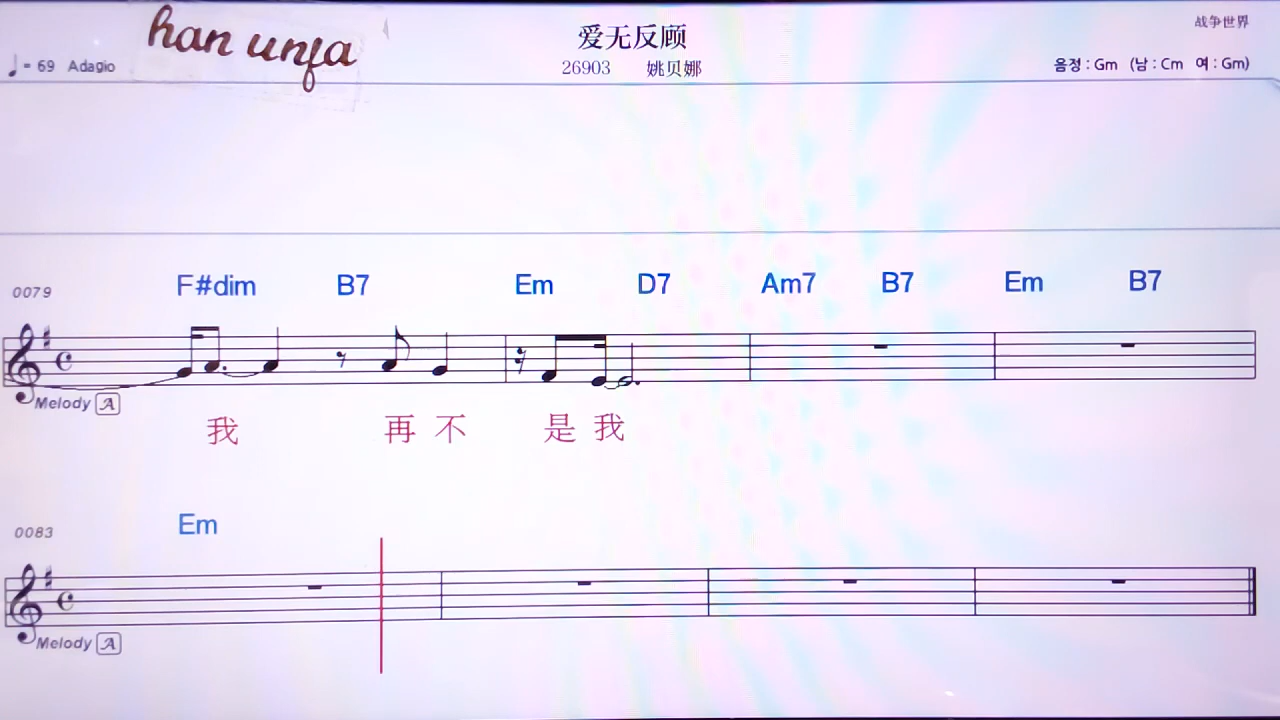 han unfa
爱无反顾
战争世界
♩= 69 Adagio
26903 姚贝娜
음정 : Gm (남 : Cm 여 : Gm)
0079 F#dim B7 Em D7 Am7 B7 Em B7
Melody A
我 再 不 是 我
0083 Em
Melody A